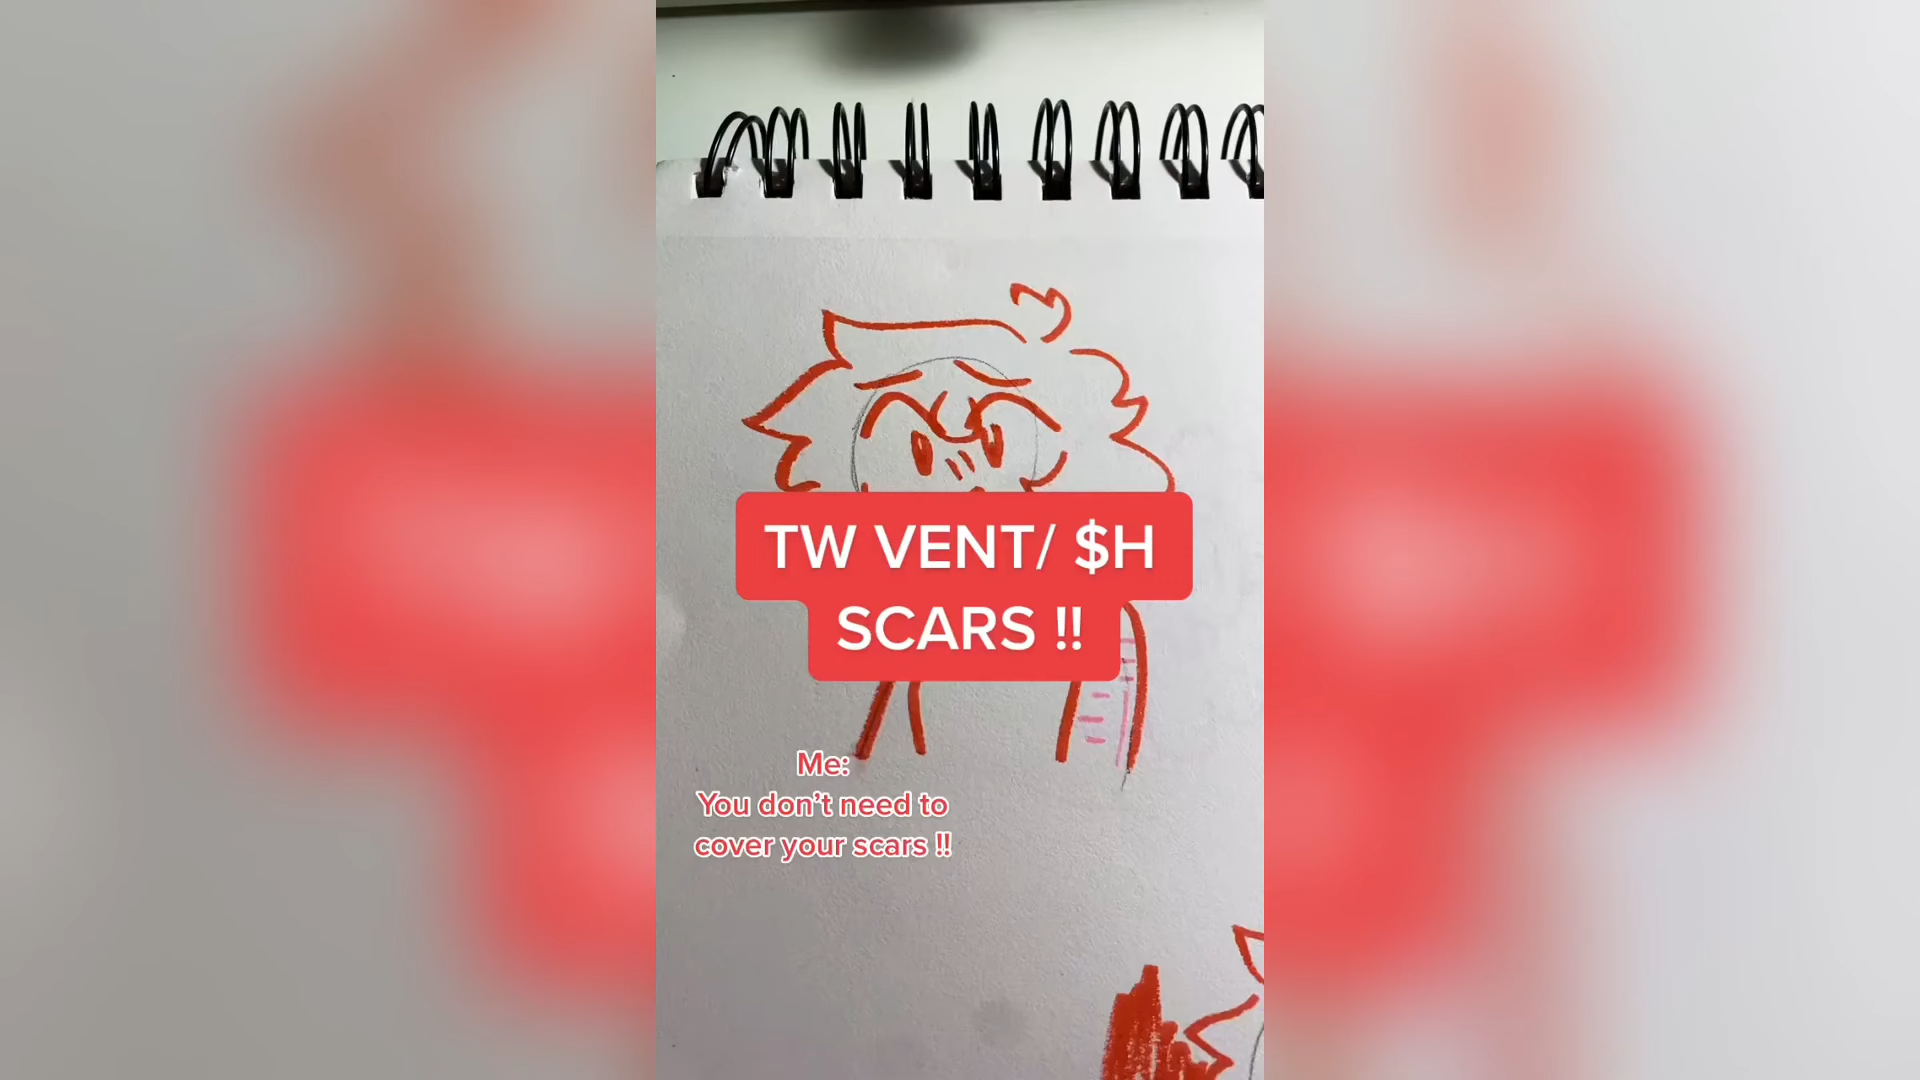 TW VENT/ $H
SCARS !!
Me:
You don't need to
cover your scars !!